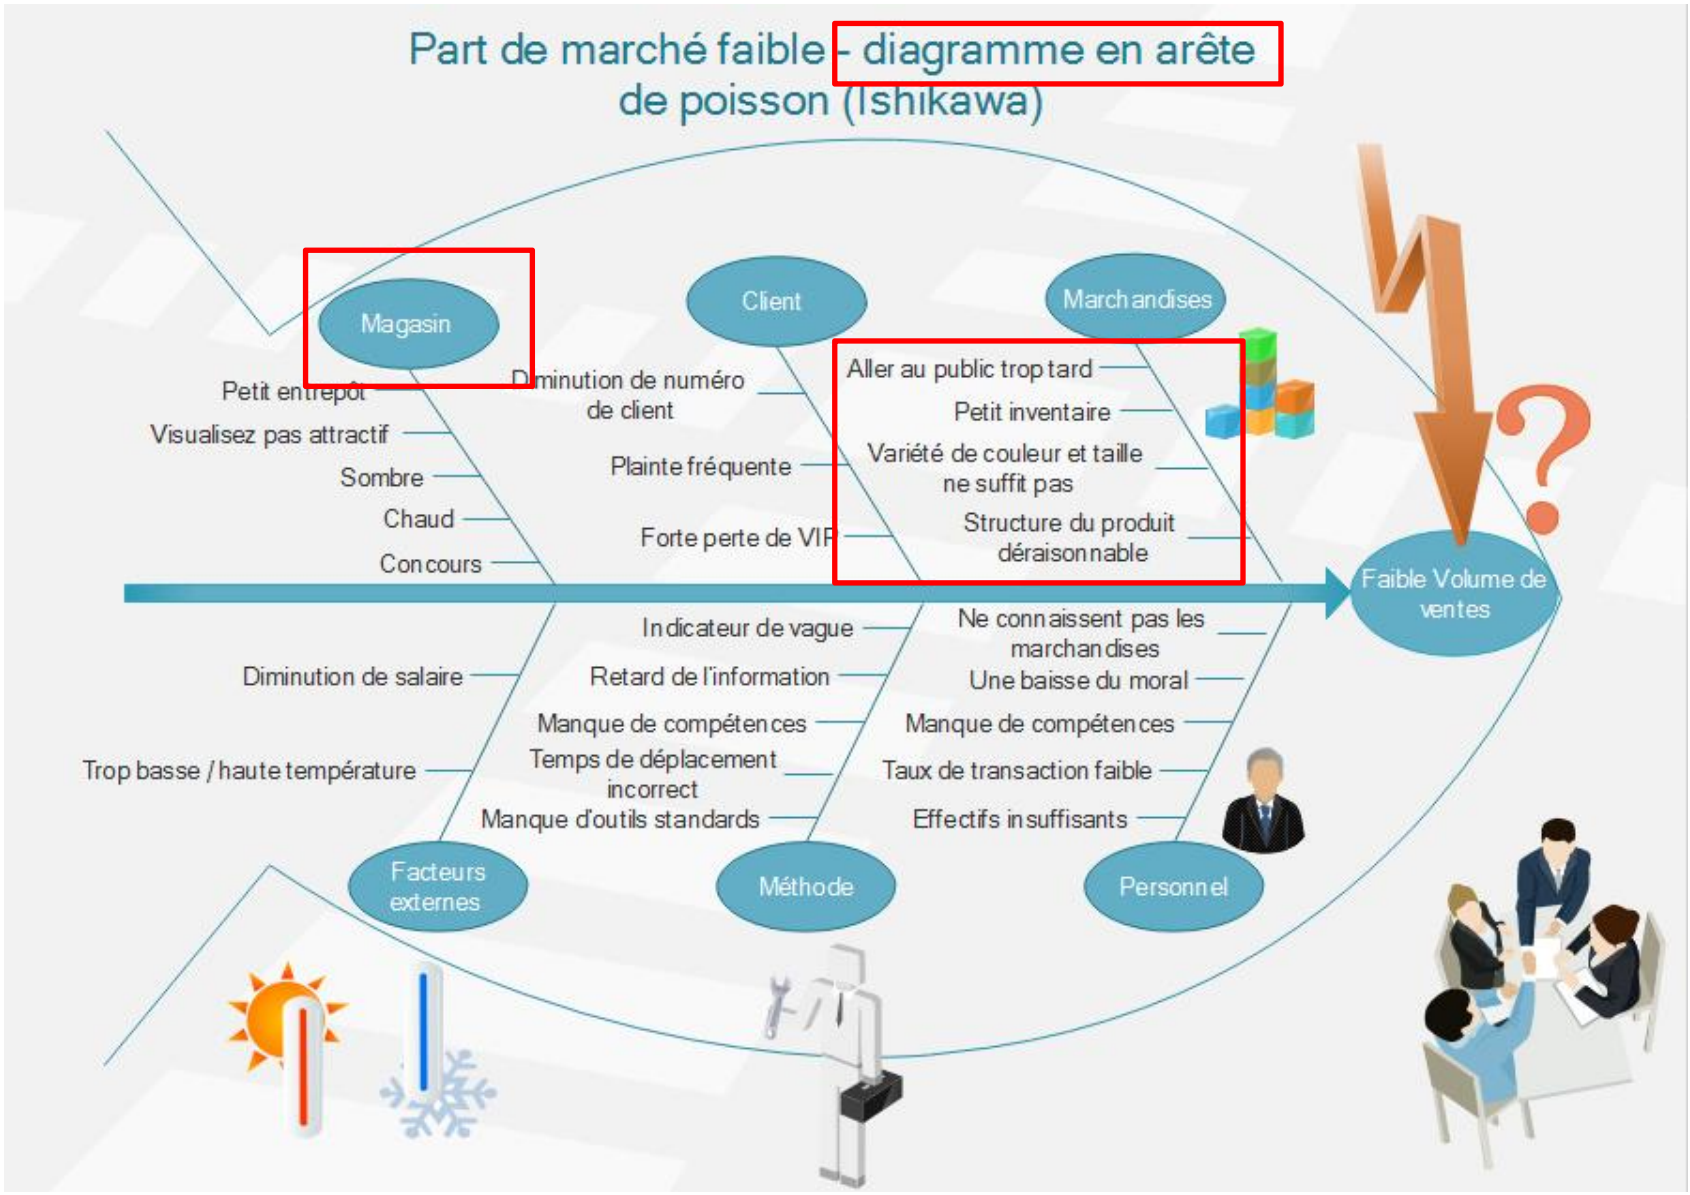 Part de marché faible - diagramme en arête
de poisson (Ishikawa)
Magasin
Petit entrepôt
Visualisez pas attractif
Sombre
Chaud
Concours
Client
Diminution de numéro
de client
Plainte fréquente
Forte perte de VIP
Marchandises
Aller au public trop tard
Petit inventaire
Variété de couleur et taille
ne suffit pas
Structure du produit
déraisonnable
Faible Volume de
ventes
Diminution de salaire
Trop basse / haute température
Facteurs
externes
Indicateur de vague
Retard de l'information
Manque de compétences
Temps de déplacement
incorrect
Manque d'outils standards
Méthode
Ne connaissent pas les
marchandises
Une baisse du moral
Manque de compétences
Taux de transaction faible
Effectifs insuffisants
Personnel
?